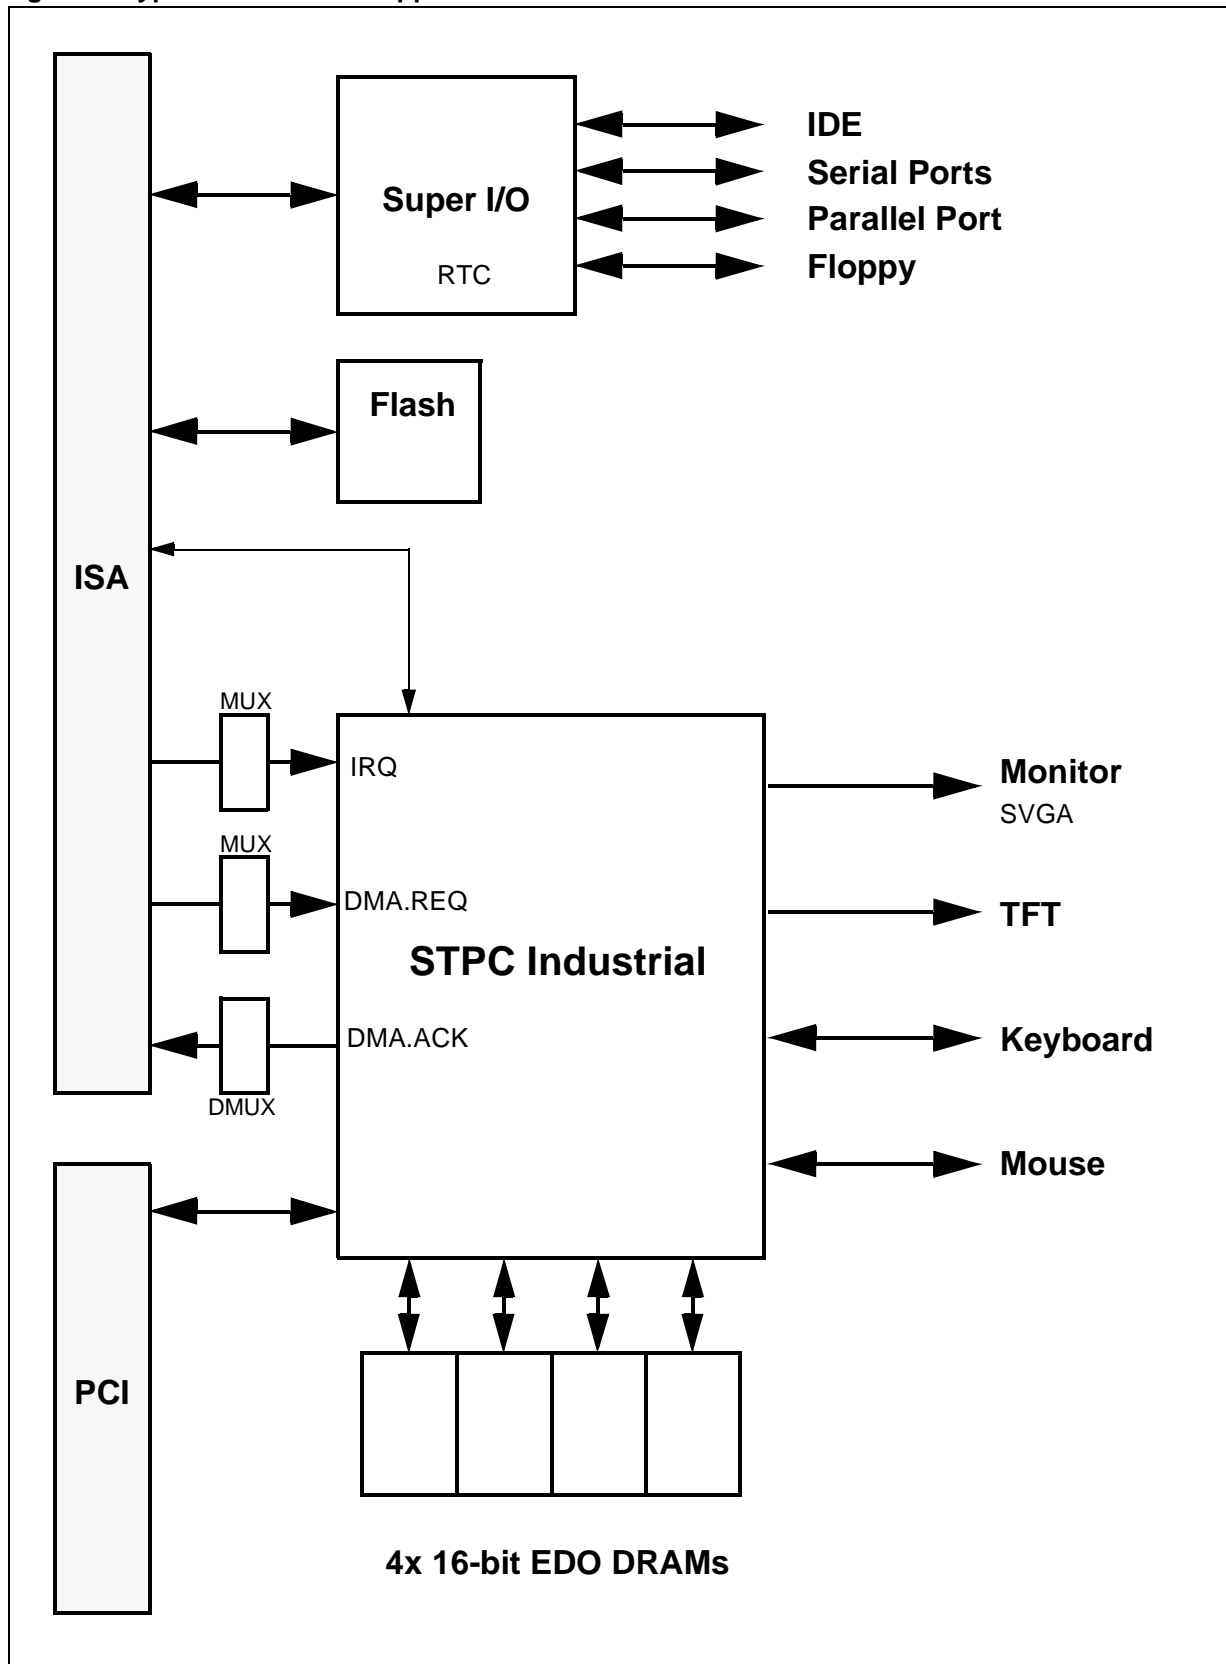 IDE
Serial Ports
Super I/O
Parallel Port
RTC
Floppy
Flash
ISA
MUX
IRQ
Monitor
SVGA
MUX
DMA.REQ
TFT
STPC Industrial
DMA.ACK
Keyboard
DMUX
Mouse
PCI
4x 16-bit EDO DRAMs